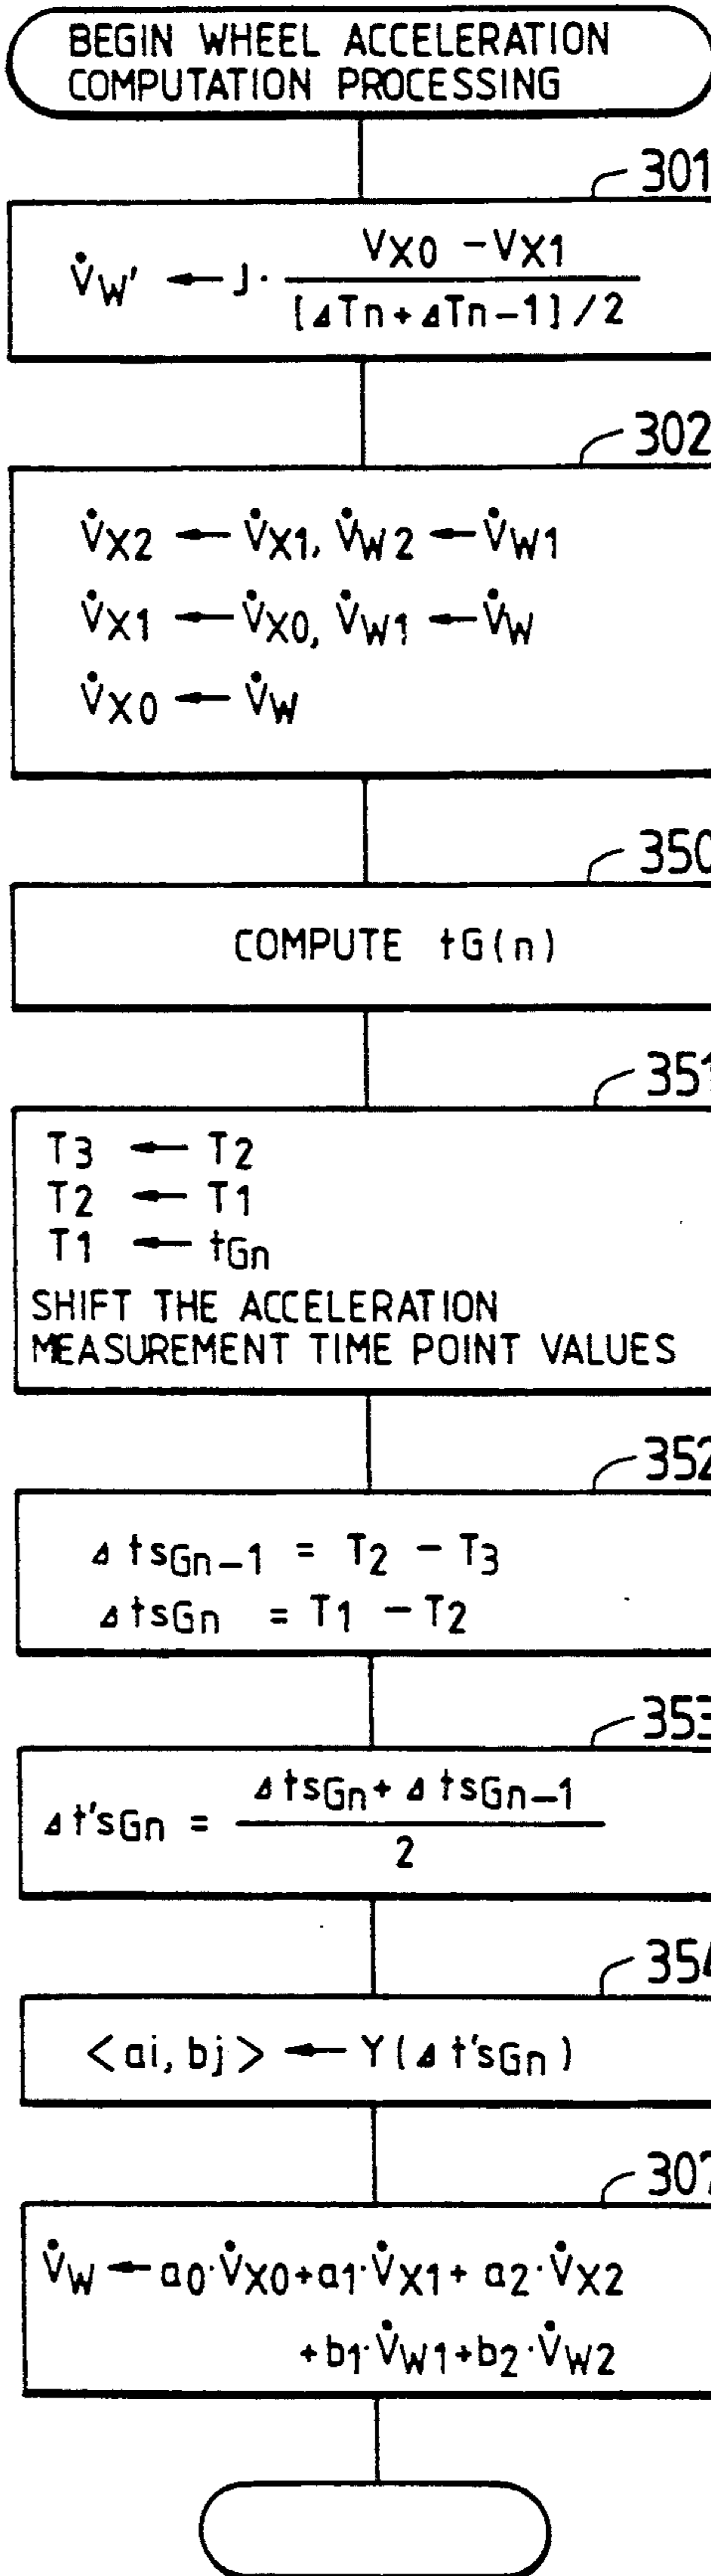 BEGIN WHEEL ACCELERATION
COMPUTATION PROCESSING
301
V̇W' ← J · (VX0 − VX1) / ([ΔTn + ΔTn−1] / 2)
302
V̇X2 ← V̇X1, V̇W2 ← V̇W1
V̇X1 ← V̇X0, V̇W1 ← V̇W
V̇X0 ← V̇W
350
COMPUTE tG(n)
351
T3 ← T2
T2 ← T1
T1 ← tGn
SHIFT THE ACCELERATION
MEASUREMENT TIME POINT VALUES
352
ΔtsGn−1 = T2 − T3
ΔtsGn = T1 − T2
353
Δt'sGn = (ΔtsGn + ΔtsGn−1) / 2
354
<ai, bj> ← Y(Δt'sGn)
307
V̇W ← a0·V̇X0+a1·V̇X1+ a2·V̇X2
+b1·V̇W1+b2·V̇W2